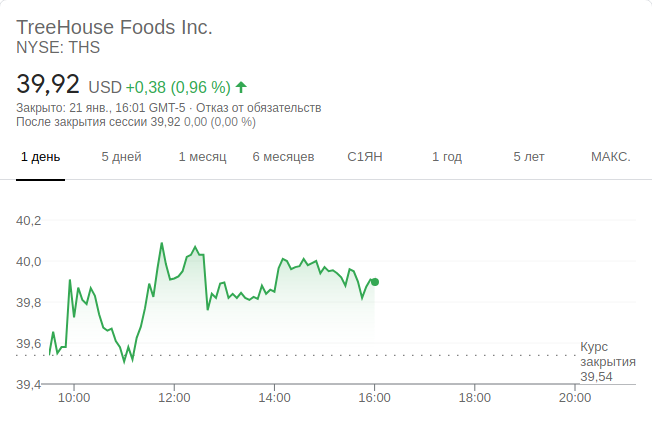 TreeHouse Foods Inc.
NYSE: THS
39,92 USD +0,38 (0,96 %)
Закрыто: 21 янв., 16:01 GMT-5 · Отказ от обязательств
После закрытия сессии 39,92 0,00 (0,00 %)
1 день 5 дней 1 месяц 6 месяцев С1ЯН 1 год 5 лет МАКС.
40,2
40,0
39,8
39,6
Курс
закрытия
39,54
39,4
10:00 12:00 14:00 16:00 18:00 20:00